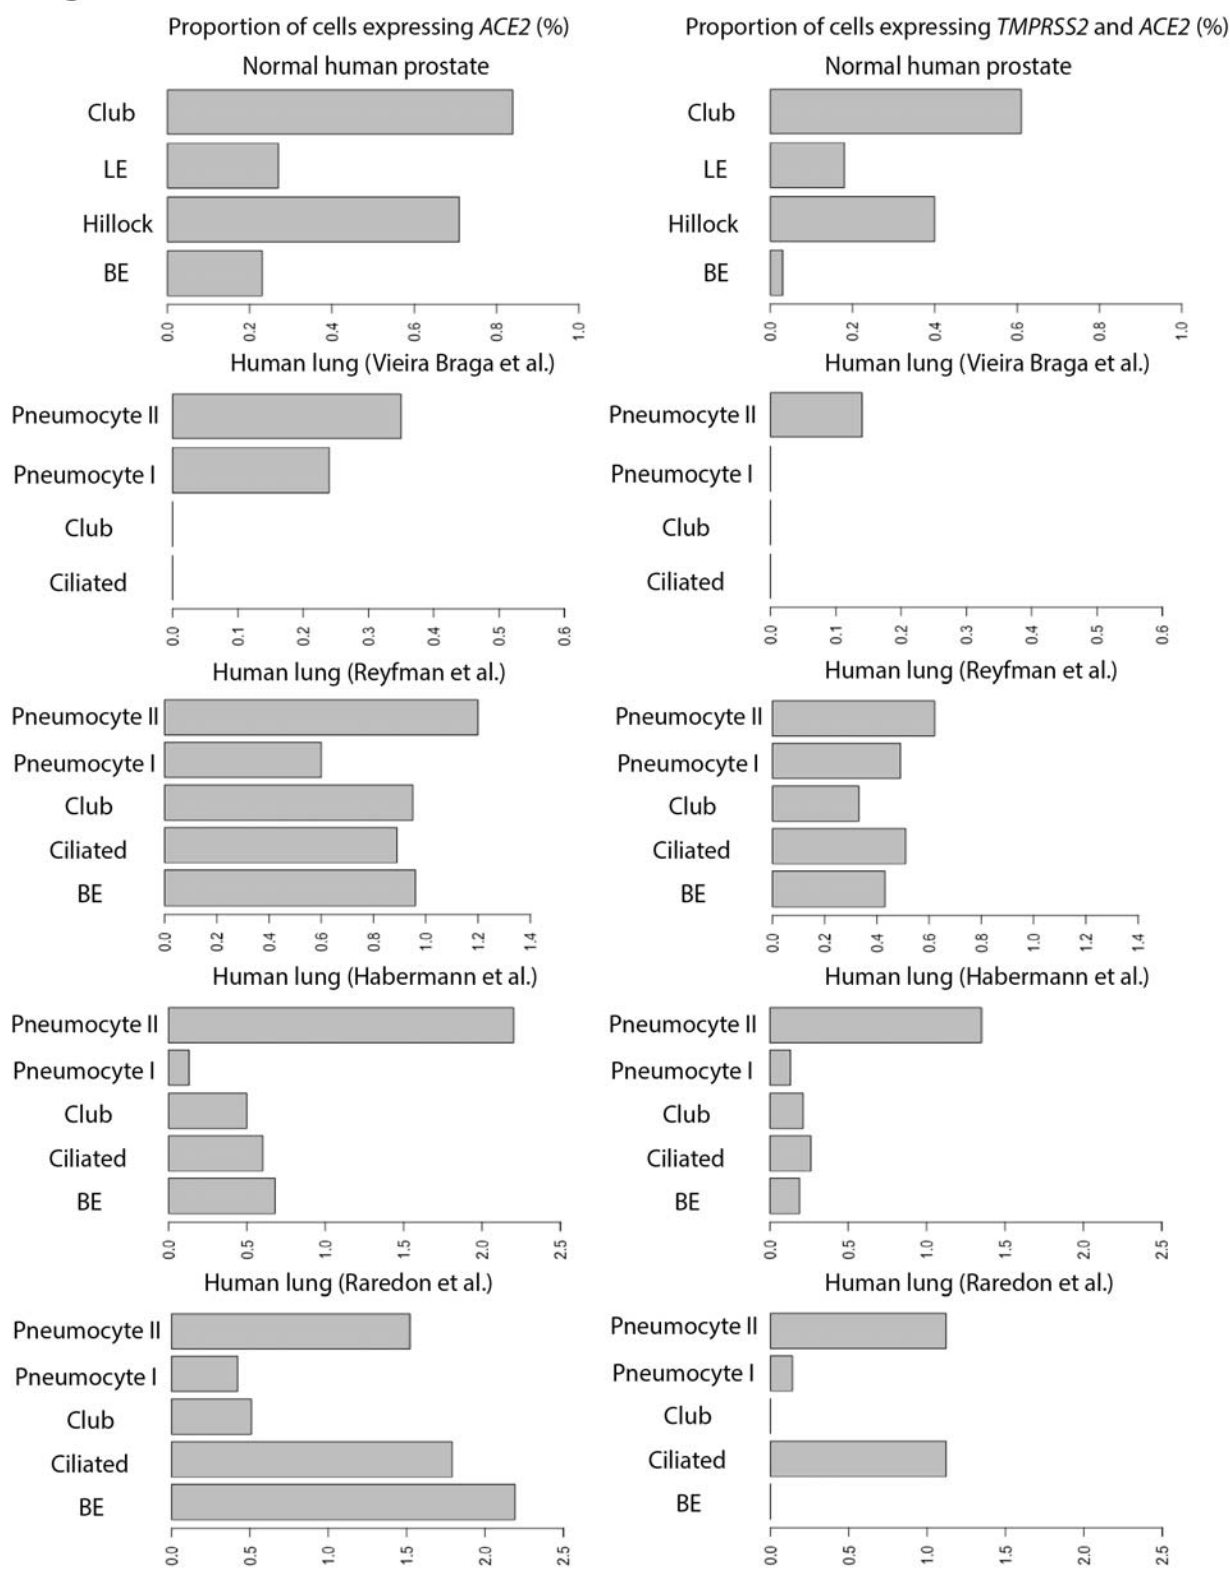 Proportion of cells expressing ACE2 (%)
Normal human prostate
Club
LE
Hillock
BE
0.0 0.2 0.4 0.6 0.8 1.0
Human lung (Vieira Braga et al.)
Pneumocyte II
Pneumocyte I
Club
Ciliated
0.0 0.1 0.2 0.3 0.4 0.5 0.6
Human lung (Reyfman et al.)
Pneumocyte II
Pneumocyte I
Club
Ciliated
BE
0.0 0.2 0.4 0.6 0.8 1.0 1.2 1.4
Human lung (Habermann et al.)
Pneumocyte II
Pneumocyte I
Club
Ciliated
BE
0.0 0.5 1.0 1.5 2.0 2.5
Human lung (Raredon et al.)
Pneumocyte II
Pneumocyte I
Club
Ciliated
BE
0.0 0.5 1.0 1.5 2.0 2.5
Proportion of cells expressing TMPRSS2 and ACE2 (%)
Normal human prostate
Club
LE
Hillock
BE
0.0 0.2 0.4 0.6 0.8 1.0
Human lung (Vieira Braga et al.)
Pneumocyte II
Pneumocyte I
Club
Ciliated
0.0 0.1 0.2 0.3 0.4 0.5 0.6
Human lung (Reyfman et al.)
Pneumocyte II
Pneumocyte I
Club
Ciliated
BE
0.0 0.2 0.4 0.6 0.8 1.0 1.2 1.4
Human lung (Habermann et al.)
Pneumocyte II
Pneumocyte I
Club
Ciliated
BE
0.0 0.5 1.0 1.5 2.0 2.5
Human lung (Raredon et al.)
Pneumocyte II
Pneumocyte I
Club
Ciliated
BE
0.0 0.5 1.0 1.5 2.0 2.5